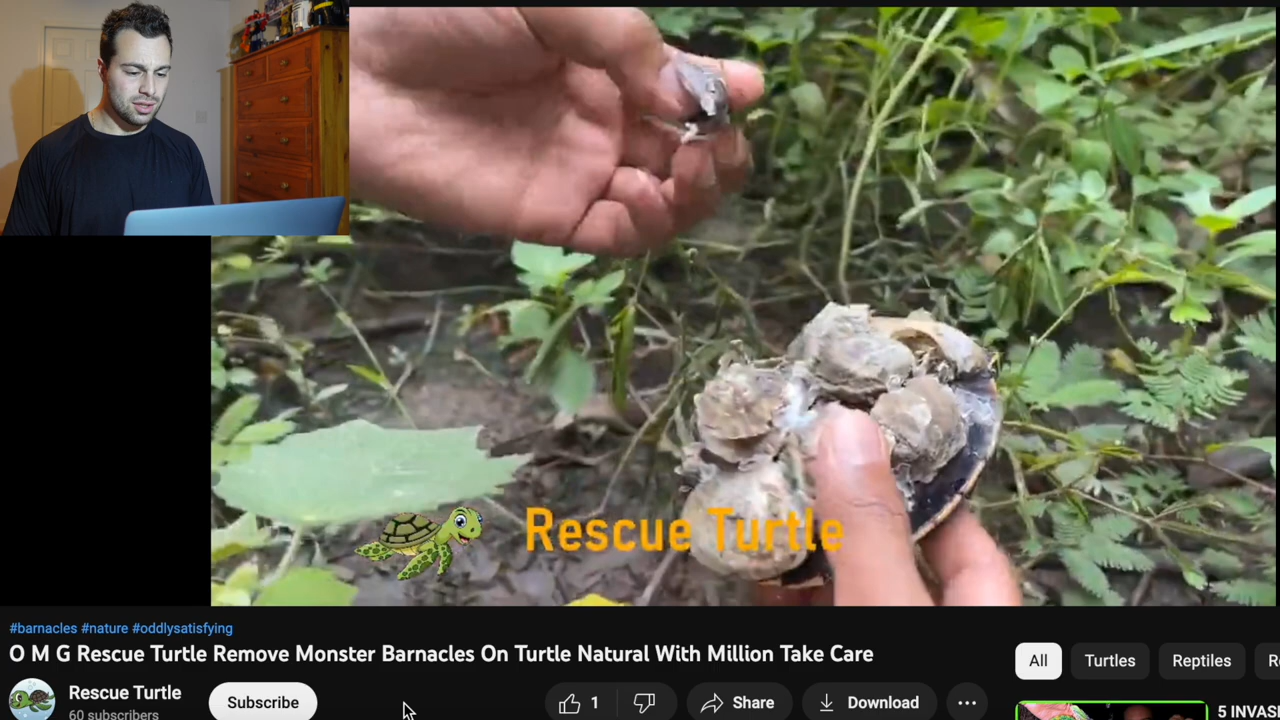 Rescue Turtle
#barnacles #nature #oddlysatisfying
O M G Rescue Turtle Remove Monster Barnacles On Turtle Natural With Million Take Care
All Turtles Reptiles
Rescue Turtle
60 subscribers
Subscribe
1
Share
Download
5 INVAS